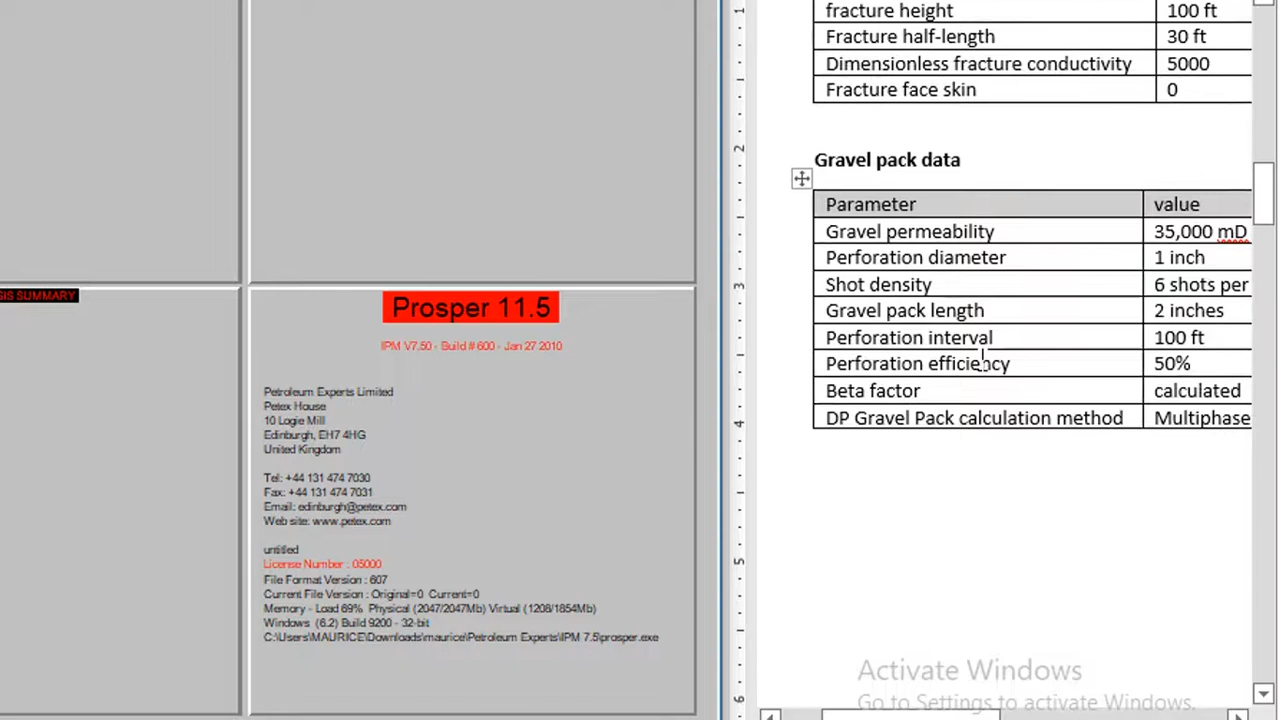 SIS SUMMARY
Prosper 11.5
IPM V7.50 - Build # 600 - Jan 27 2010
Petroleum Experts Limited
Petex House
10 Logie Mill
Edinburgh, EH7 4HG
United Kingdom
Tel: +44 131 474 7030
Fax: +44 131 474 7031
Email: edinburgh@petex.com
Web site: www.petex.com
untitled
License Number : 05000
File Format Version : 607
Current File Version : Original=0 Current=0
Memory - Load 69% Physical (2047/2047Mb) Virtual (1208/1854Mb)
Windows (6.2) Build 9200 - 32-bit
C:\Users\MAURICE\Downloads\maurice\Petroleum Experts\IPM 7.5\prosper.exe
1
2
3
4
5
6
fracture height 100 ft
Fracture half-length 30 ft
Dimensionless fracture conductivity 5000
Fracture face skin 0
Gravel pack data
Parameter value
Gravel permeability 35,000 mD
Perforation diameter 1 inch
Shot density 6 shots per
Gravel pack length 2 inches
Perforation interval 100 ft
Perforation efficiency 50%
Beta factor calculated
DP Gravel Pack calculation method Multiphase
Activate Windows
Go to Settings to activate Windows.